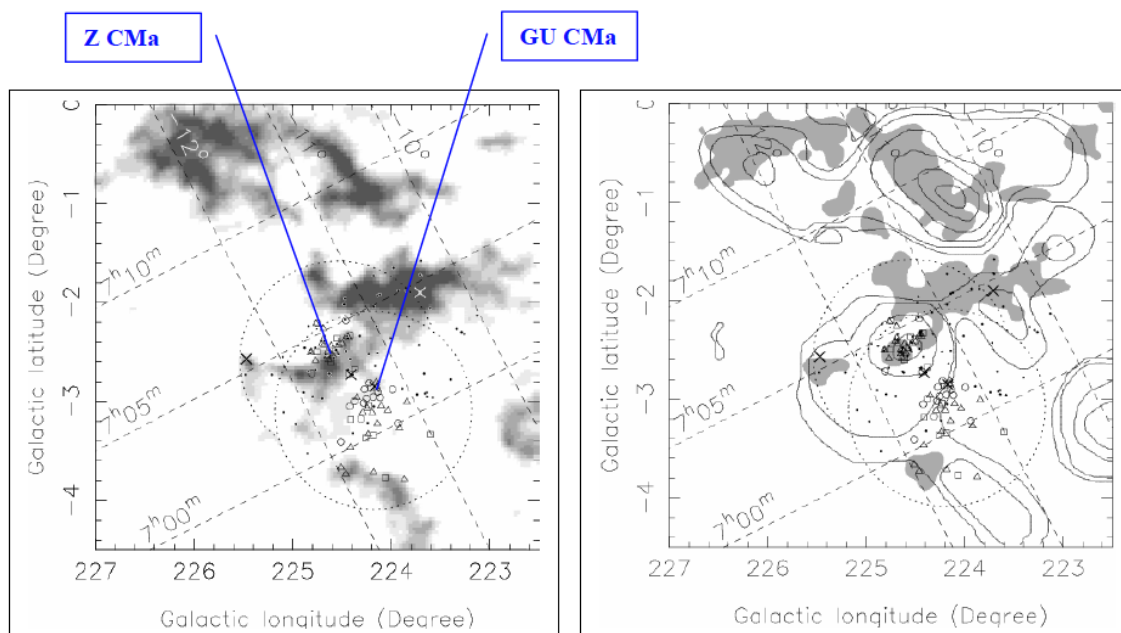 Z CMa
GU CMa
0
-1
-2
-3
-4
Galactic latitude (Degree)
-12°
-11
-10
7h10m
7h05m
7h00m
227 226 225 224 223
Galactic longitude (Degree)
0
-1
-2
-3
-4
Galactic latitude (Degree)
7h10m
7h05m
7h00m
227 226 225 224 223
Galactic longitude (Degree)